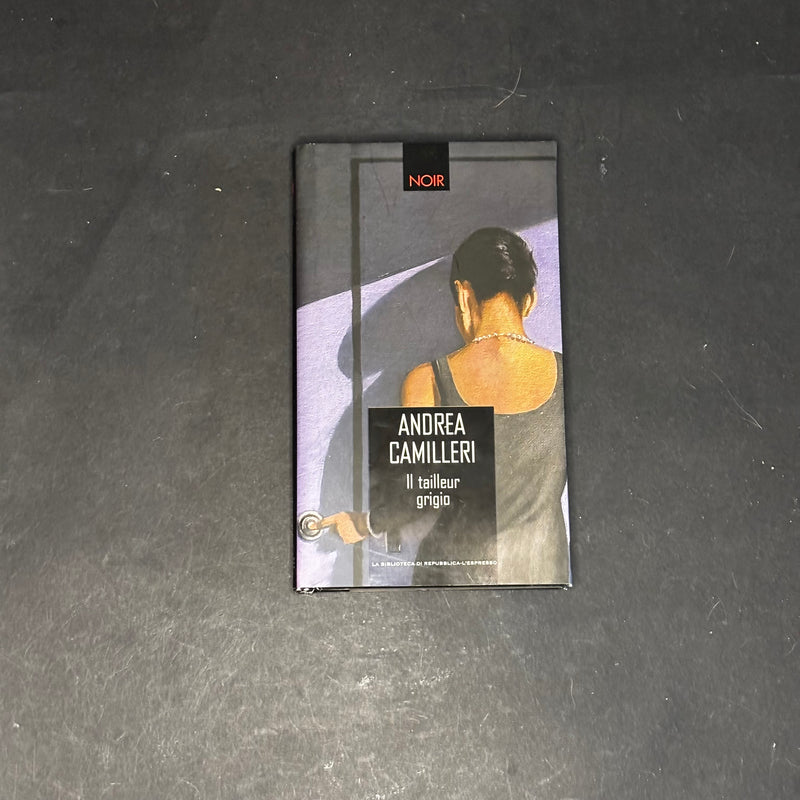 NOIR
ANDREA
CAMILLERI
Il tailleur
grigio
LA BIBLIOTECA DI REPUBBLICA-L'ESPRESSO